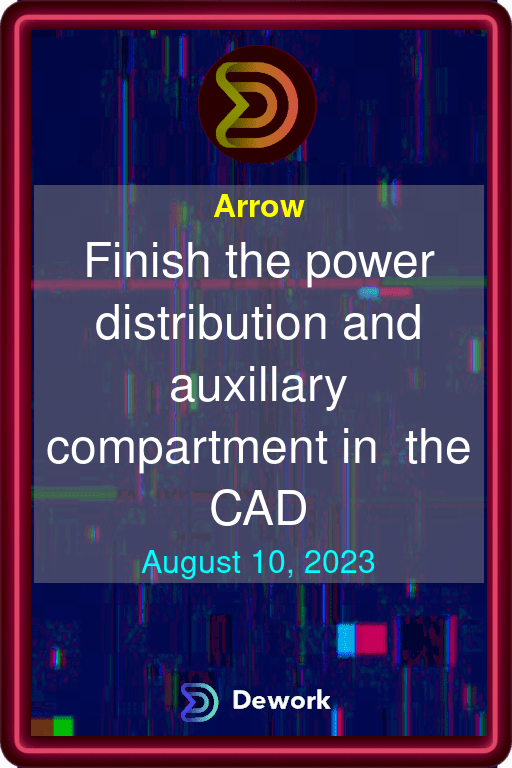 Arrow
Finish the power
distribution and
auxillary
compartment in  the
CAD
August 10, 2023
Dework